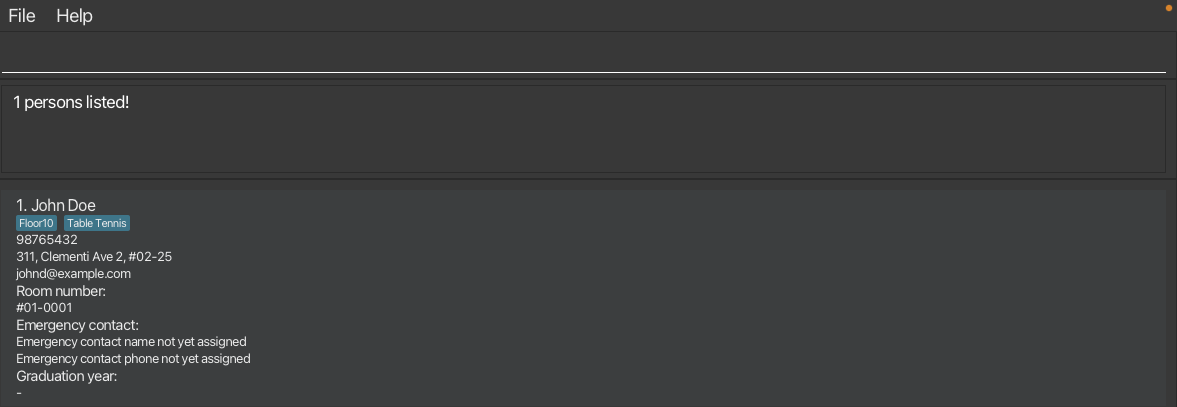 File Help
1 persons listed!
1. John Doe
Floor10 Table Tennis
98765432
311, Clementi Ave 2, #02-25
johnd@example.com
Room number:
#01-0001
Emergency contact:
Emergency contact name not yet assigned
Emergency contact phone not yet assigned
Graduation year:
-